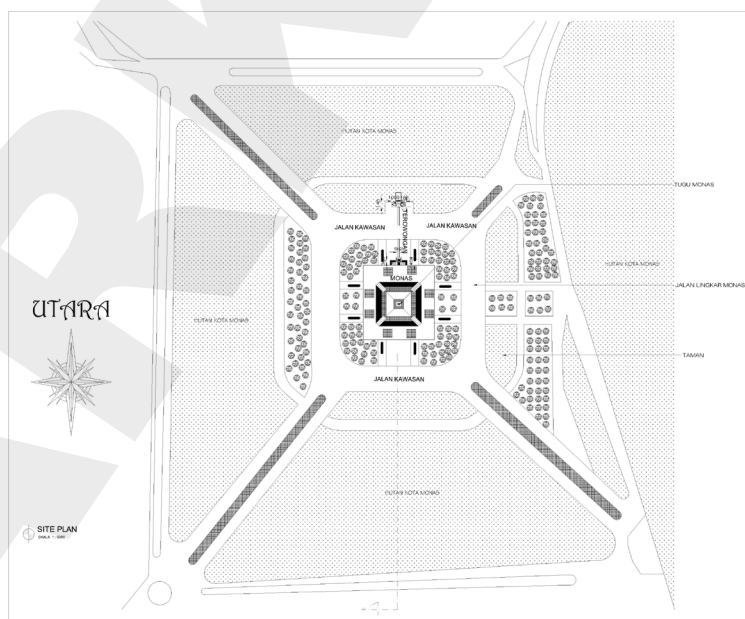 HUTAN KOTA MONAS
TUGU MONAS
JALAN KAWASAN
JALAN KAWASAN
TEROWONGAN
HUTAN KOTA MONAS
MONAS
JALAN LINGKAR MONAS
UTARA
HUTAN KOTA MONAS
TAMAN
JALAN KAWASAN
HUTAN KOTA MONAS
SITE PLAN